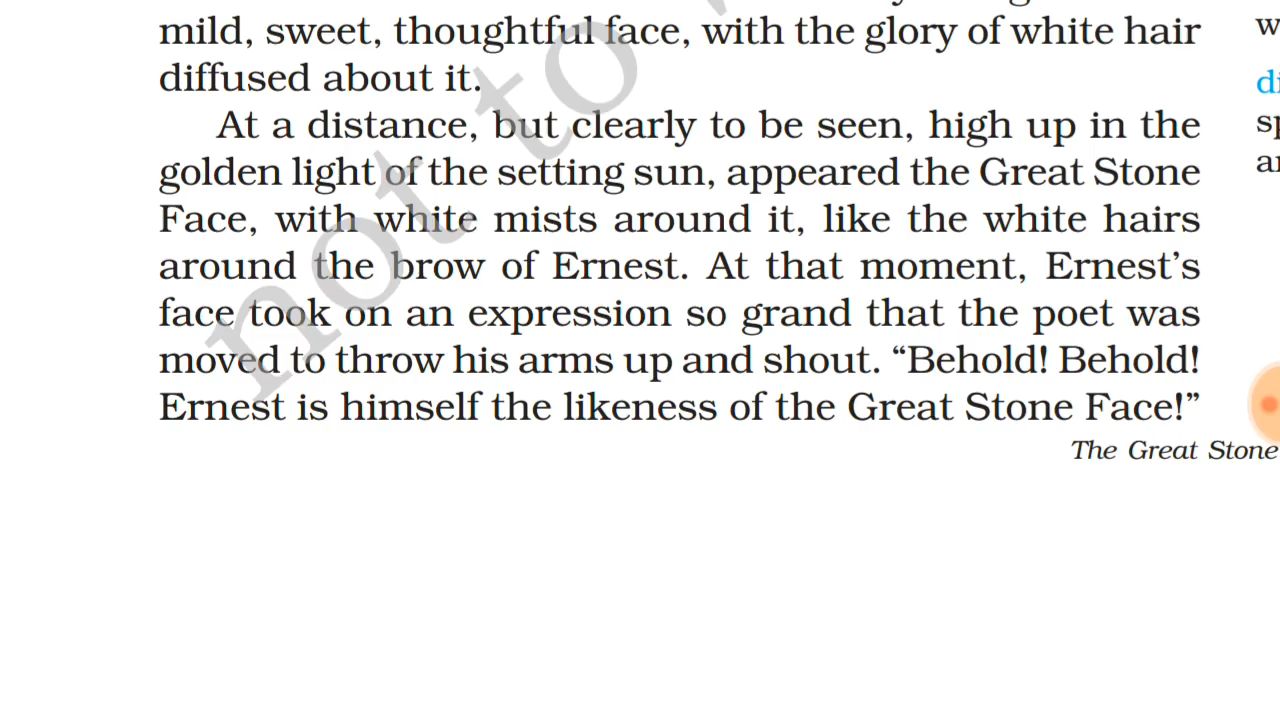 mild, sweet, thoughtful face, with the glory of white hair
diffused about it.
At a distance, but clearly to be seen, high up in the
golden light of the setting sun, appeared the Great Stone
Face, with white mists around it, like the white hairs
around the brow of Ernest. At that moment, Ernest’s
face took on an expression so grand that the poet was
moved to throw his arms up and shout. “Behold! Behold!
Ernest is himself the likeness of the Great Stone Face!”
The Great Stone
not to